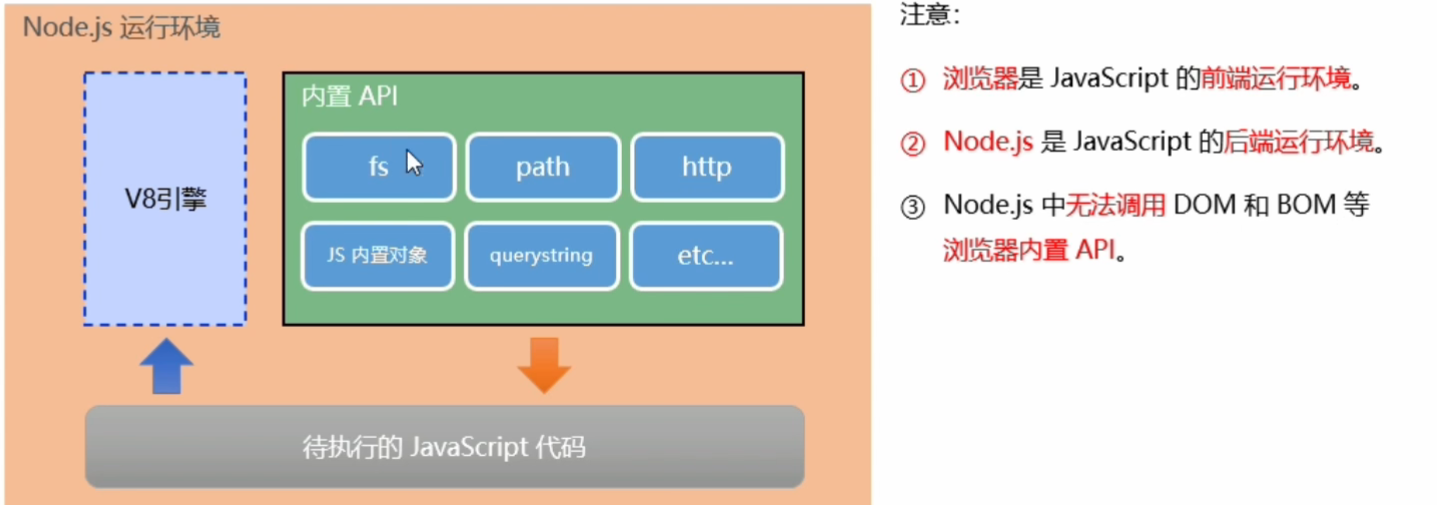 Node.js 运行环境
V8引擎
内置 API
fs
path
http
JS 内置对象
querystring
etc...
待执行的 JavaScript 代码
注意：
① 浏览器是 JavaScript 的前端运行环境。
② Node.js 是 JavaScript 的后端运行环境。
③ Node.js 中无法调用 DOM 和 BOM 等
浏览器内置 API。